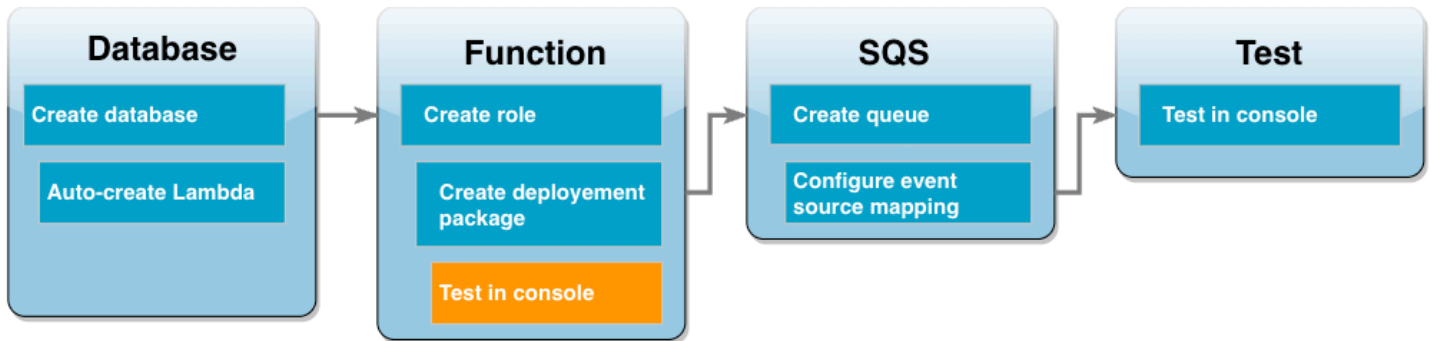 Database
Create database
Auto-create Lambda
Function
Create role
Create deployement
package
Test in console
SQS
Create queue
Configure event
source mapping
Test
Test in console